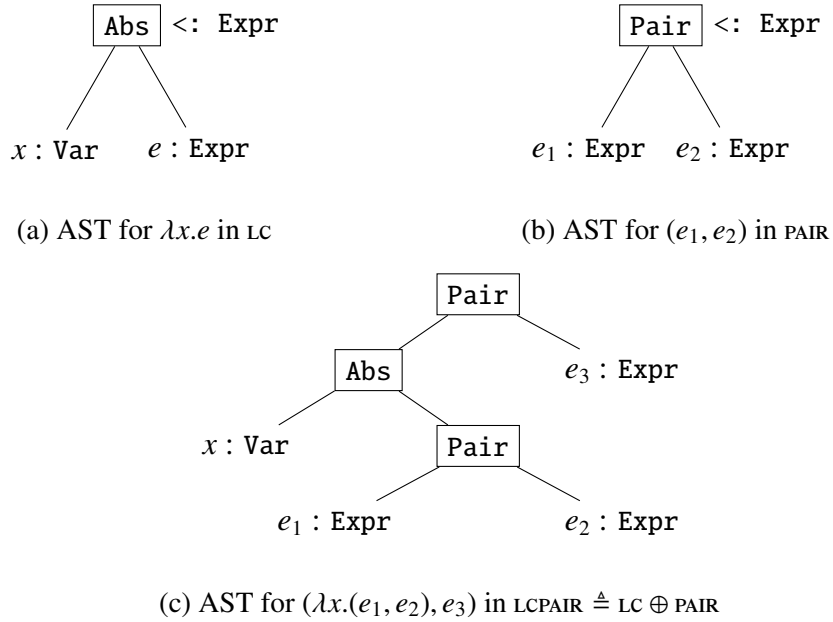 Abs <: Expr
Pair <: Expr
x : Var e : Expr
e₁ : Expr e₂ : Expr
(a) AST for λx.e in LC
(b) AST for (e₁, e₂) in PAIR
Pair
Abs
e₃ : Expr
x : Var
Pair
e₁ : Expr
e₂ : Expr
(c) AST for (λx.(e₁, e₂), e₃) in LCPAIR ≜ LC ⊕ PAIR